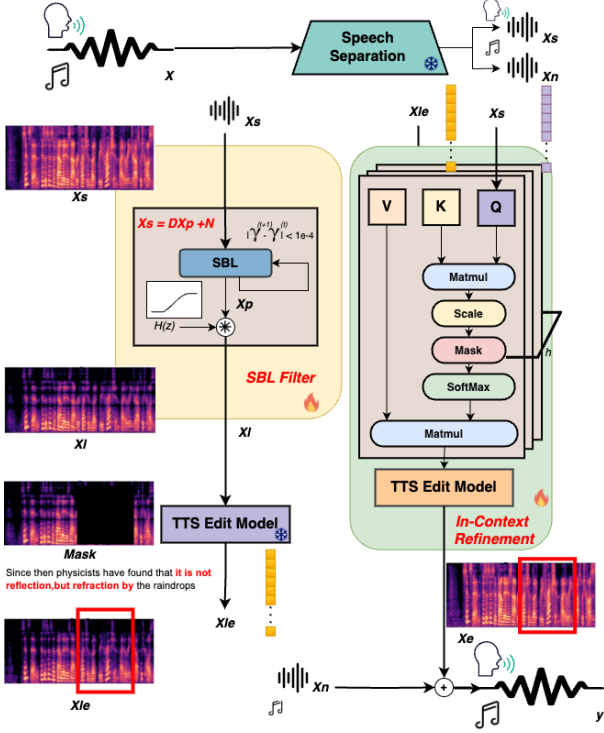 X
Speech
Separation
Xs
Xn
Xs
Xle
Xs
Xs
Xs = DXp +N
|γ^(t+1) - γ^(t)| < 1e-4
SBL
Xp
H(z)
SBL Filter
V
K
Q
Matmul
Scale
Mask
h
SoftMax
Matmul
Xl
Xl
TTS Edit Model
TTS Edit Model
In-Context
Refinement
Mask
Since then physicists have found that it is not
reflection,but refraction by the raindrops
Xle
Xle
Xe
Xn
+
y